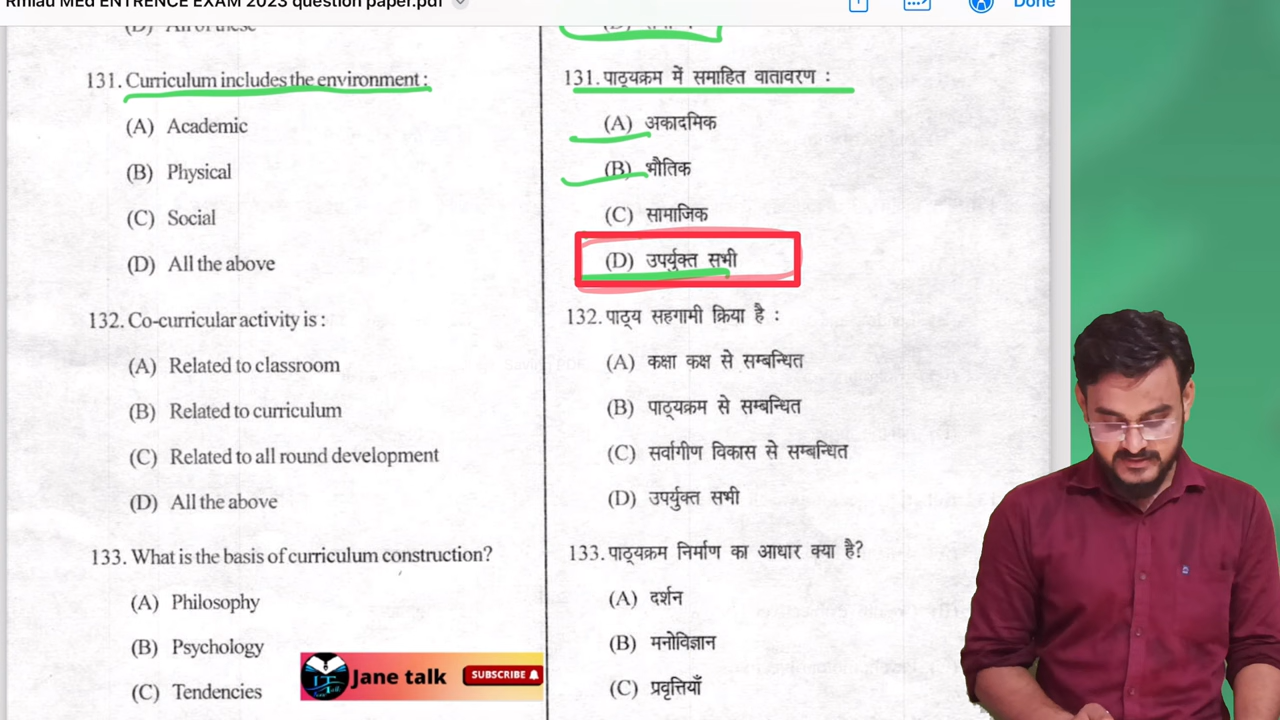 Rmlau MEd ENTRENCE EXAM 2023 question paper.pdf
Done
(D) All of these
131. Curriculum includes the environment :
(A) Academic
(B) Physical
(C) Social
(D) All the above
132. Co-curricular activity is :
(A) Related to classroom
(B) Related to curriculum
(C) Related to all round development
(D) All the above
133. What is the basis of curriculum construction?
(A) Philosophy
(B) Psychology
(C) Tendencies
131. पाठ्यक्रम में समाहित वातावरण :
(A) अकादमिक
(B) भौतिक
(C) सामाजिक
(D) उपर्युक्त सभी
132. पाठ्य सहगामी क्रिया है :
(A) कक्षा कक्ष से सम्बन्धित
(B) पाठ्यक्रम से सम्बन्धित
(C) सर्वागीण विकास से सम्बन्धित
(D) उपर्युक्त सभी
133. पाठ्यक्रम निर्माण का आधार क्या है?
(A) दर्शन
(B) मनोविज्ञान
(C) प्रवृत्तियाँ
Jane talk
SUBSCRIBE